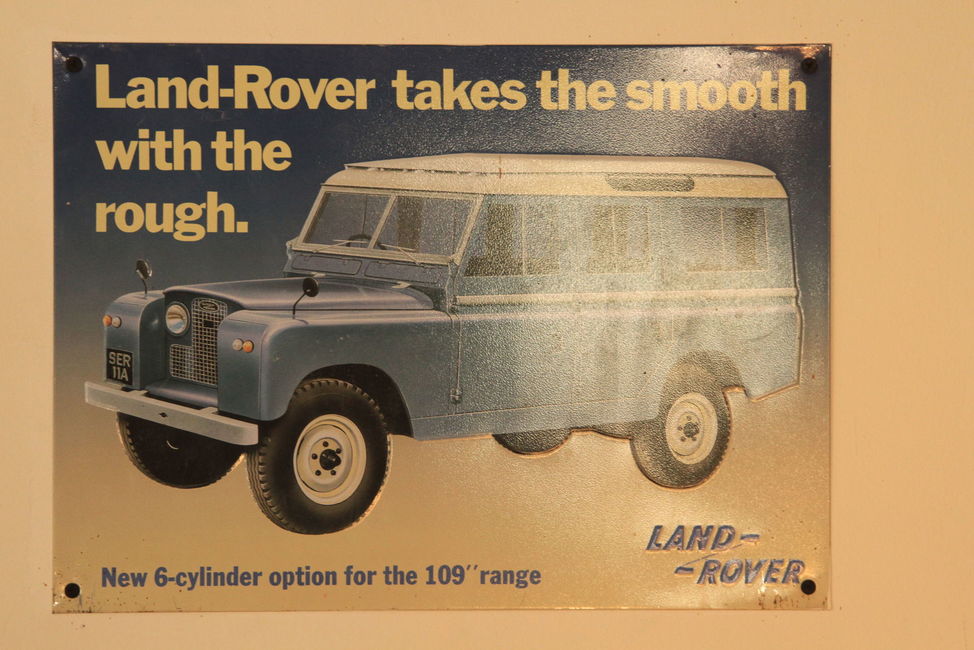 Land-Rover takes the smooth
with the
rough.
SER
11A
New 6-cylinder option for the 109″ range
LAND-
-ROVER